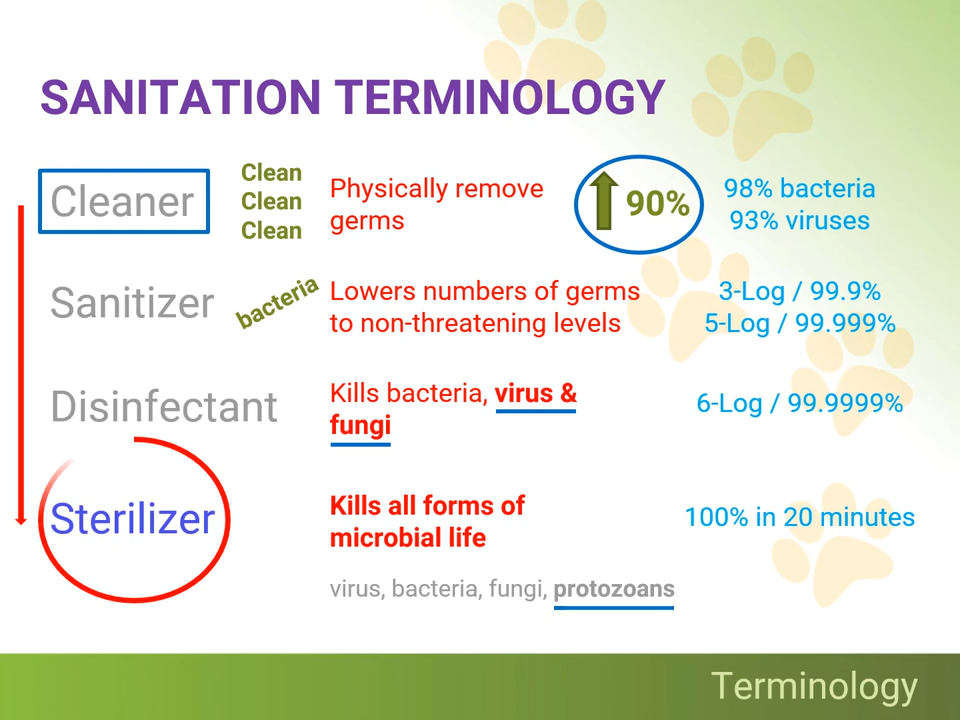 SANITATION TERMINOLOGY
Cleaner
Clean
Clean
Clean
Physically remove
germs
90%
98% bacteria
93% viruses
Sanitizer
bacteria
Lowers numbers of germs
to non-threatening levels
3-Log / 99.9%
5-Log / 99.999%
Disinfectant
Kills bacteria, virus &
fungi
6-Log / 99.9999%
Sterilizer
Kills all forms of
microbial life
100% in 20 minutes
virus, bacteria, fungi, protozoans
Terminology